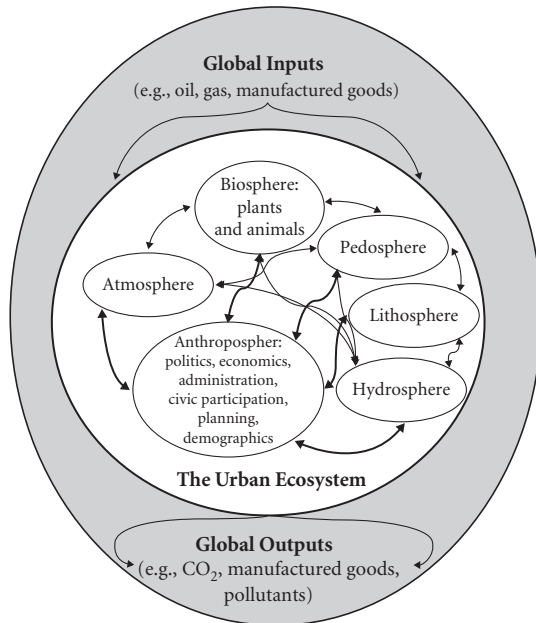 Global Inputs
(e.g., oil, gas, manufactured goods)
Biosphere:
plants
and animals
Pedosphere
Atmosphere
Lithosphere
Anthropospher:
politics, economics,
administration,
civic participation,
planning,
demographics
Hydrosphere
The Urban Ecosystem
Global Outputs
(e.g., CO₂, manufactured goods,
pollutants)